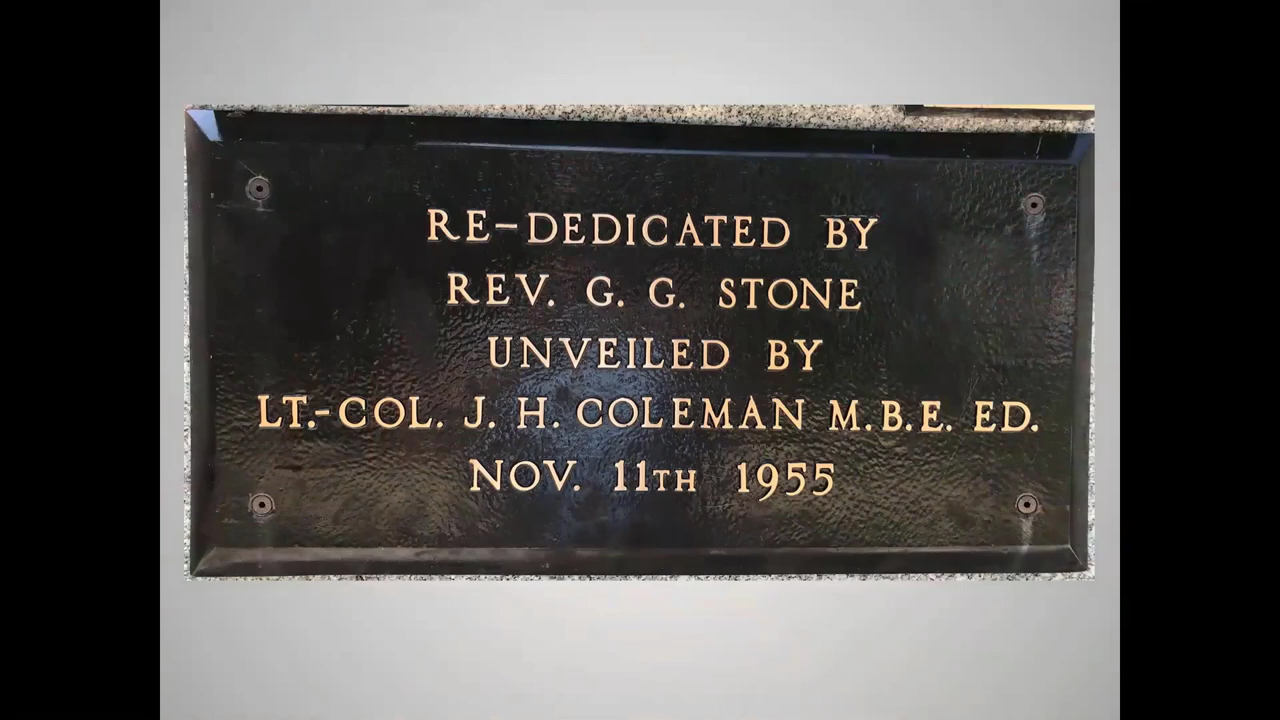 RE-DEDICATED BY
REV. G. G. STONE
UNVEILED BY
LT.-COL. J. H. COLEMAN M.B.E. ED.
NOV. 11TH 1955